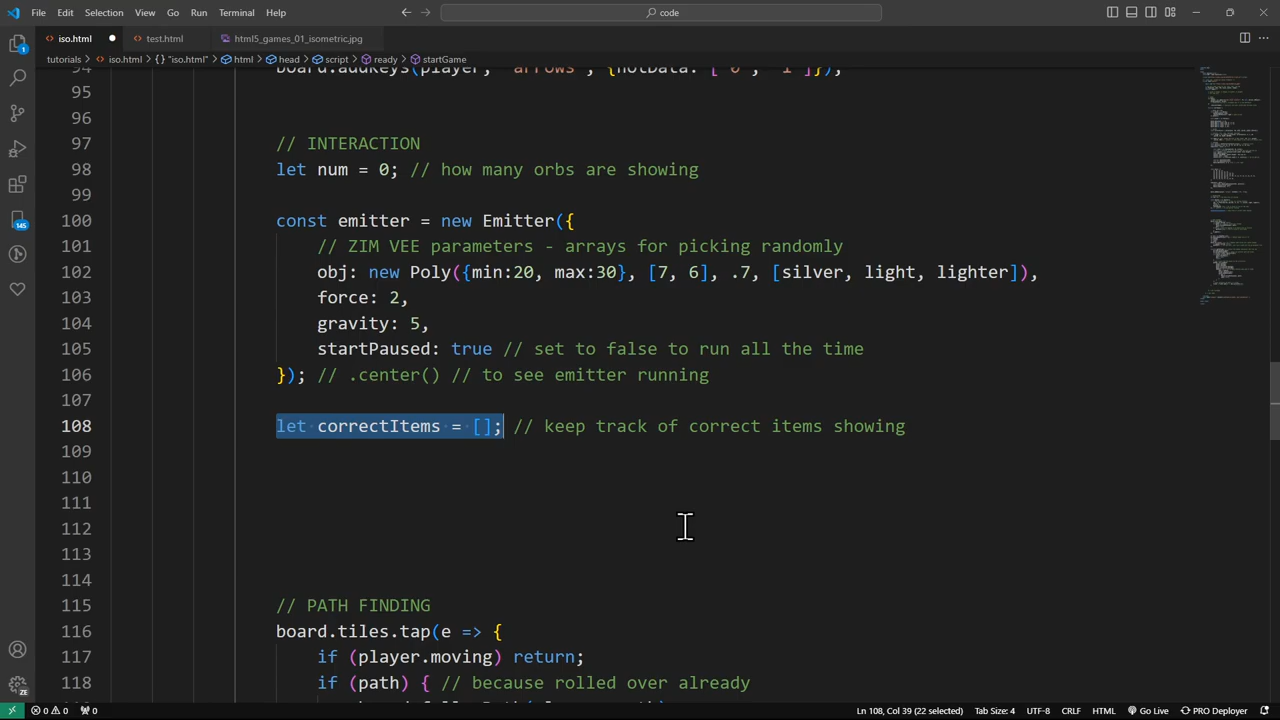 File Edit Selection View Go Run Terminal Help
code
iso.html
test.html
html5_games_01_isometric.jpg
tutorials > iso.html > {} "iso.html" > html > head > script > ready > startGame
94 board.addKeys(player, "arrows", {notData: ["0", "1"]});
95
96
97 // INTERACTION
98 let num = 0; // how many orbs are showing
99
100 const emitter = new Emitter({
101 // ZIM VEE parameters - arrays for picking randomly
102 obj: new Poly({min:20, max:30}, [7, 6], .7, [silver, light, lighter]),
103 force: 2,
104 gravity: 5,
105 startPaused: true // set to false to run all the time
106 }); // .center() // to see emitter running
107
108 let correctItems = []; // keep track of correct items showing
109
110
111
112
113
114
115 // PATH FINDING
116 board.tiles.tap(e => {
117 if (player.moving) return;
118 if (path) { // because rolled over already
1
145
ZE
0 0 0 Ln 108, Col 39 (22 selected) Tab Size: 4 UTF-8 CRLF HTML Go Live PRO Deployer